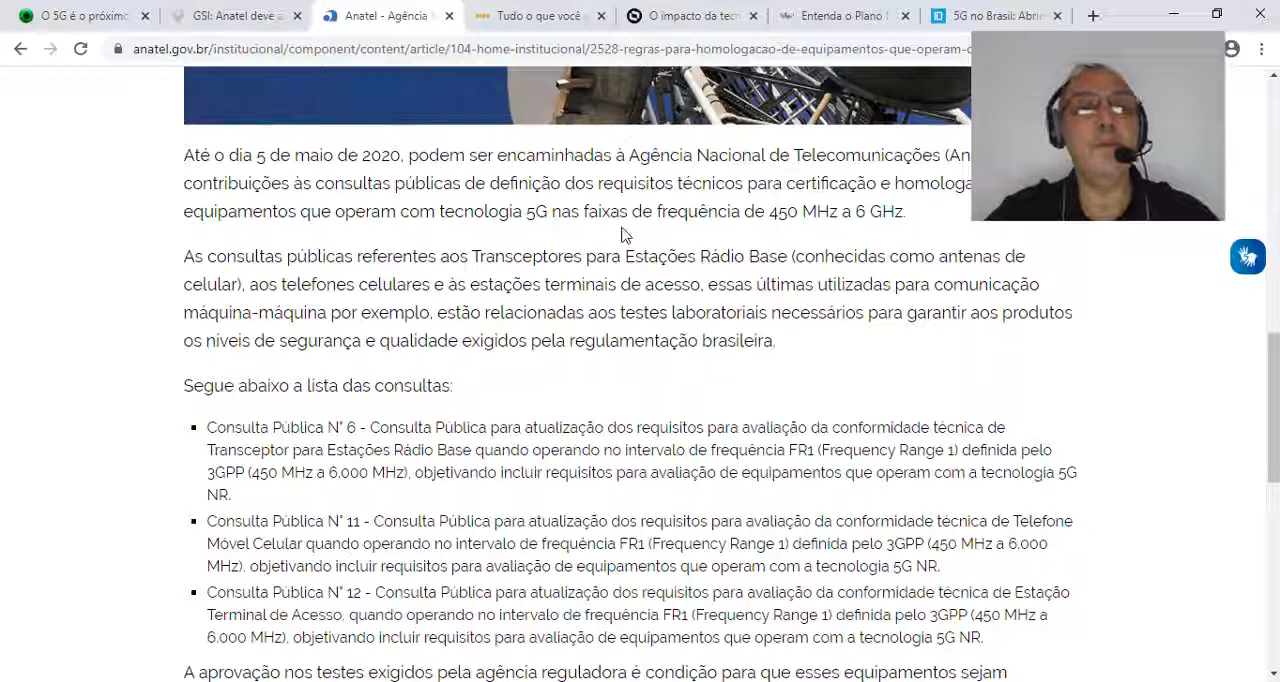 O 5G é o próximo
GSI: Anatel deve a
Anatel - Agência
Tudo o que você
O impacto da tecn
Entenda o Plano S
5G no Brasil: Abrin
anatel.gov.br/institucional/component/content/article/104-home-institucional/2528-regras-para-homologacao-de-equipamentos-que-operam-c
Até o dia 5 de maio de 2020, podem ser encaminhadas à Agência Nacional de Telecomunicações (An
contribuições às consultas públicas de definição dos requisitos técnicos para certificação e homologa
equipamentos que operam com tecnologia 5G nas faixas de frequência de 450 MHz a 6 GHz.
As consultas públicas referentes aos Transceptores para Estações Rádio Base (conhecidas como antenas de
celular), aos telefones celulares e às estações terminais de acesso, essas últimas utilizadas para comunicação
máquina-máquina por exemplo, estão relacionadas aos testes laboratoriais necessários para garantir aos produtos
os níveis de segurança e qualidade exigidos pela regulamentação brasileira.
Segue abaixo a lista das consultas:
Consulta Pública N° 6 - Consulta Pública para atualização dos requisitos para avaliação da conformidade técnica de
Transceptor para Estações Rádio Base quando operando no intervalo de frequência FR1 (Frequency Range 1) definida pelo
3GPP (450 MHz a 6.000 MHz), objetivando incluir requisitos para avaliação de equipamentos que operam com a tecnologia 5G
NR.
Consulta Pública N° 11 - Consulta Pública para atualização dos requisitos para avaliação da conformidade técnica de Telefone
Móvel Celular quando operando no intervalo de frequência FR1 (Frequency Range 1) definida pelo 3GPP (450 MHz a 6.000
MHz), objetivando incluir requisitos para avaliação de equipamentos que operam com a tecnologia 5G NR.
Consulta Pública N° 12 - Consulta Pública para atualização dos requisitos para avaliação da conformidade técnica de Estação
Terminal de Acesso, quando operando no intervalo de frequência FR1 (Frequency Range 1) definida pelo 3GPP (450 MHz a
6.000 MHz), objetivando incluir requisitos para avaliação de equipamentos que operam com a tecnologia 5G NR.
A aprovação nos testes exigidos pela agência reguladora é condição para que esses equipamentos sejam